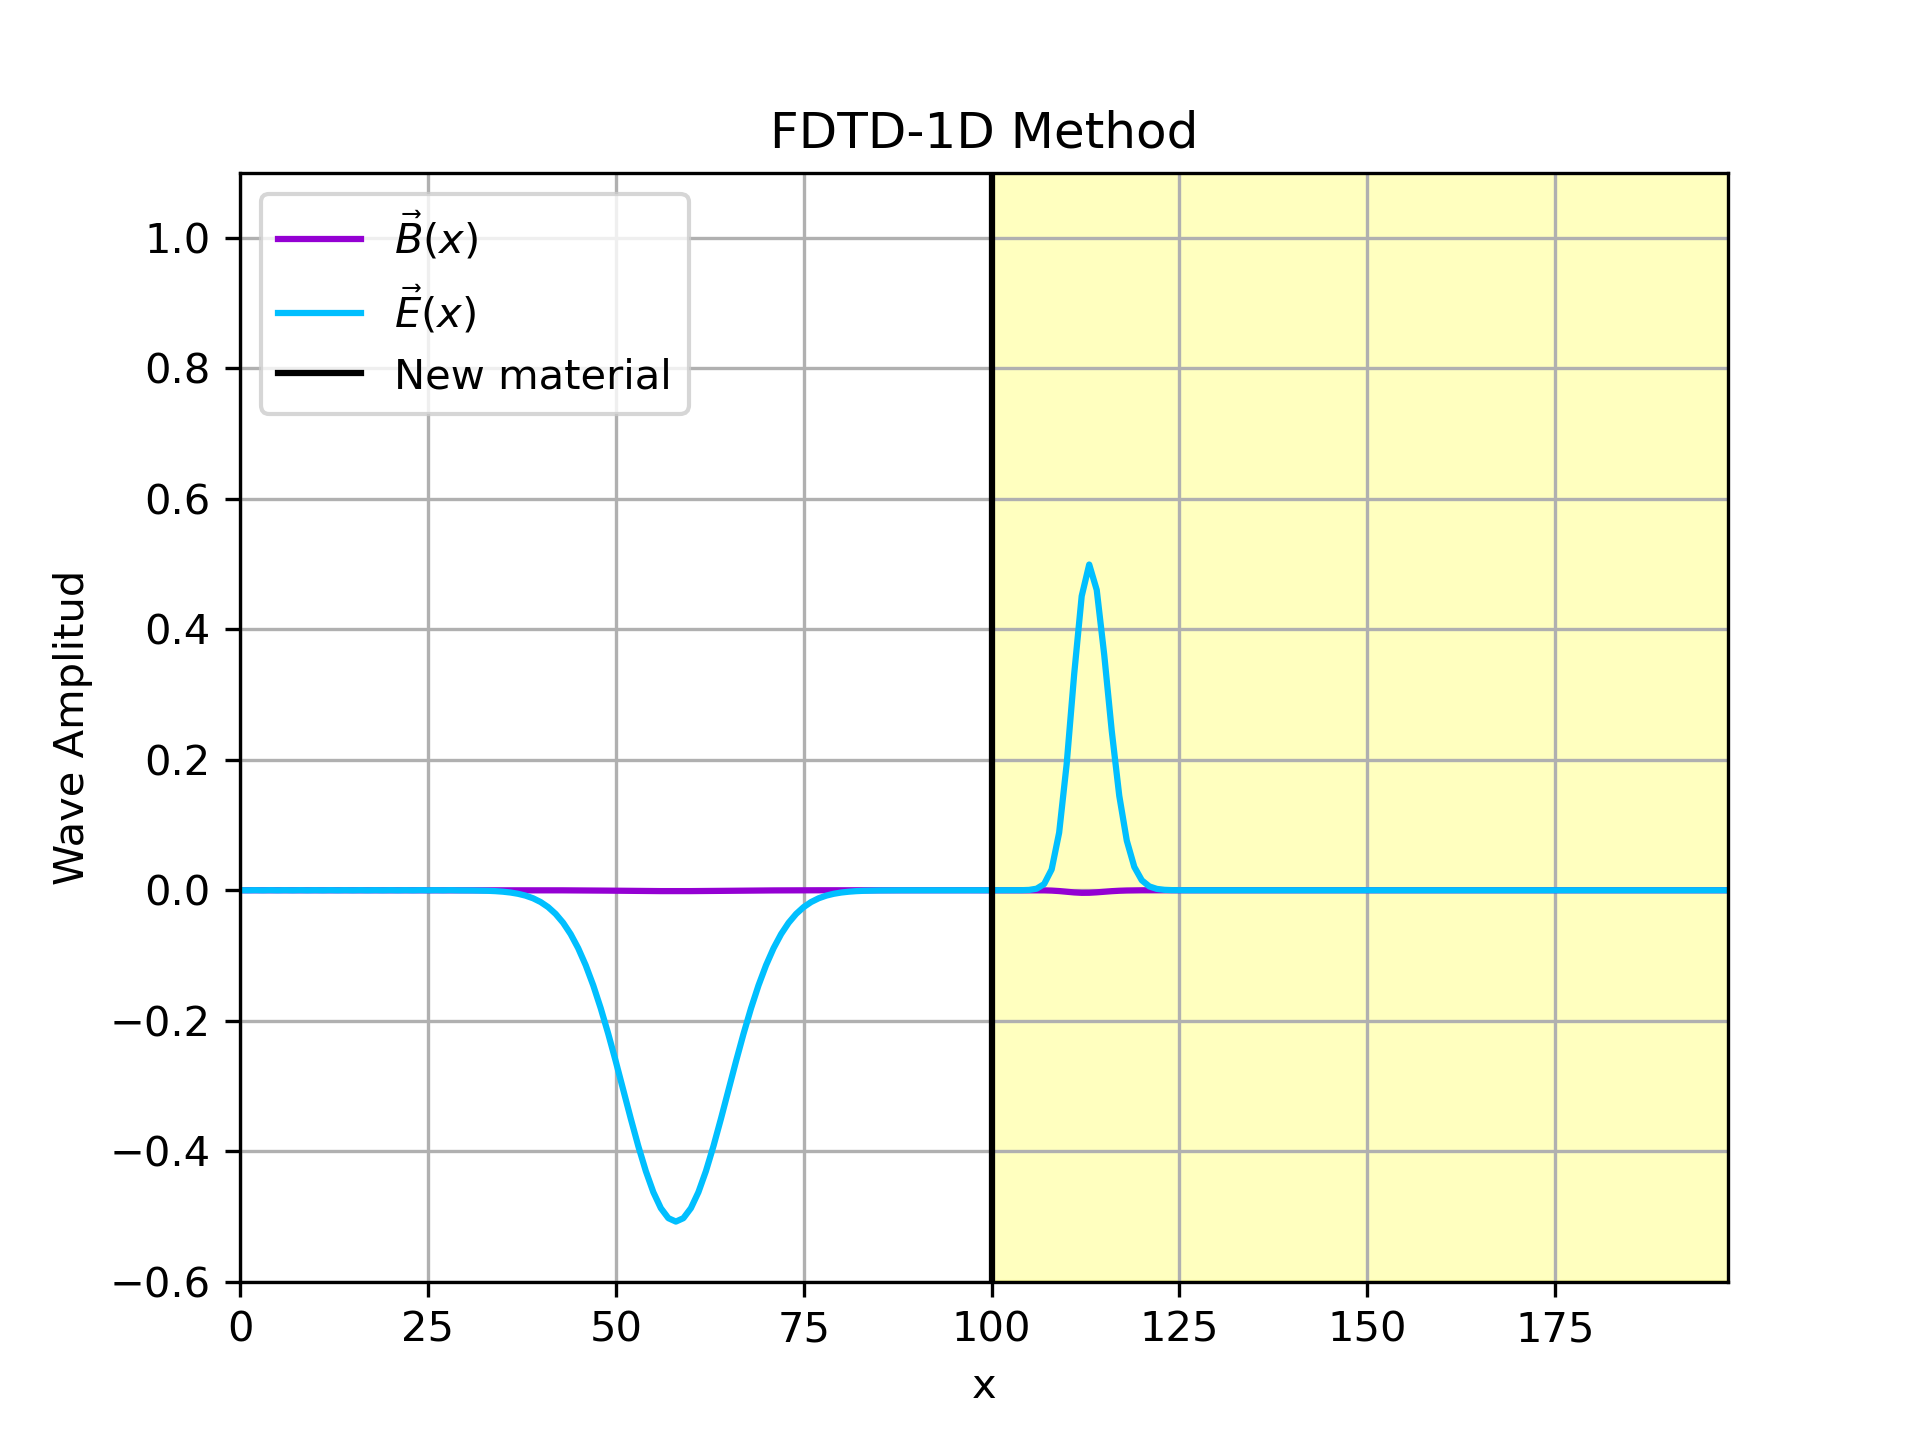 FDTD-1D Method
B⃗(x)
E⃗(x)
New material
Wave Amplitud
1.0
0.8
0.6
0.4
0.2
0.0
−0.2
−0.4
−0.6
0 25 50 75 100 125 150 175
x